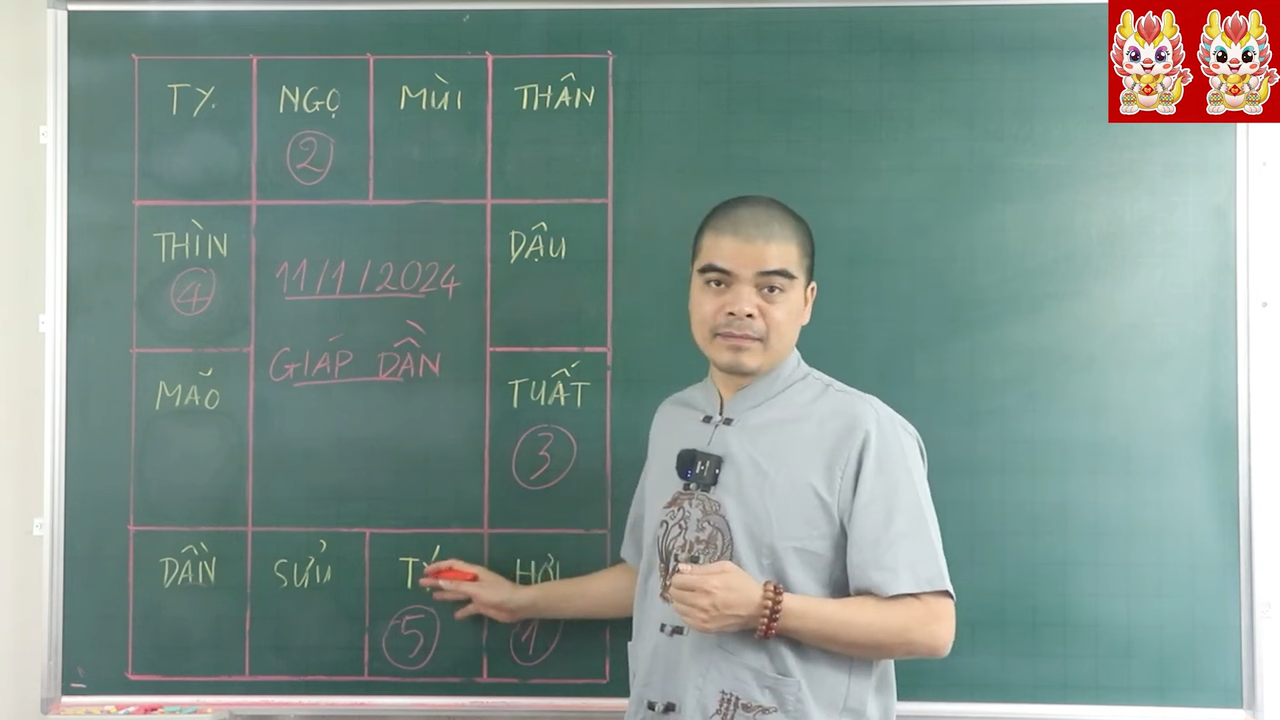 TỴ.
NGỌ
2
MÙI
THÂN
THÌN
4
11/1/2024
GIÁP DẦN
DẬU
MÃO
TUẤT
3
DẦN
SỬU
TÝ
5
HỢI
1